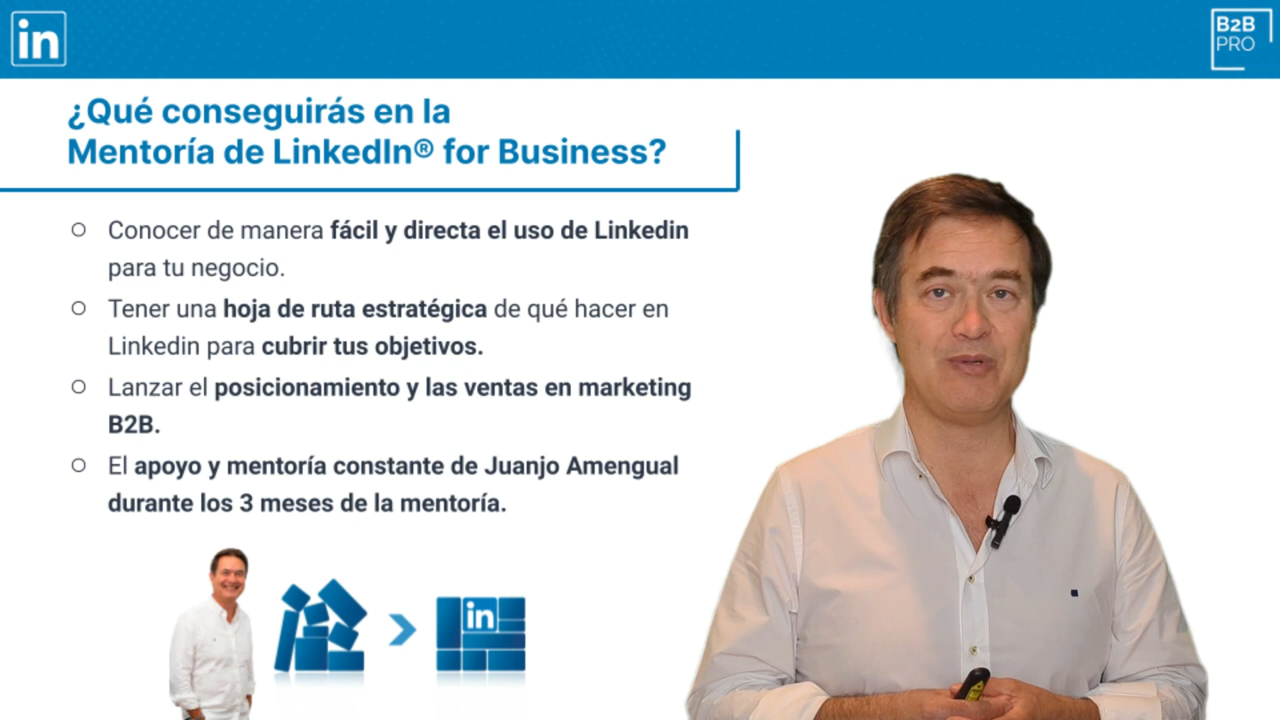 in
B2B
PRO
¿Qué conseguirás en la
Mentoría de LinkedIn® for Business?
Conocer de manera fácil y directa el uso de Linkedin
para tu negocio.
Tener una hoja de ruta estratégica de qué hacer en
Linkedin para cubrir tus objetivos.
Lanzar el posicionamiento y las ventas en marketing
B2B.
El apoyo y mentoría constante de Juanjo Amengual
durante los 3 meses de la mentoría.
in